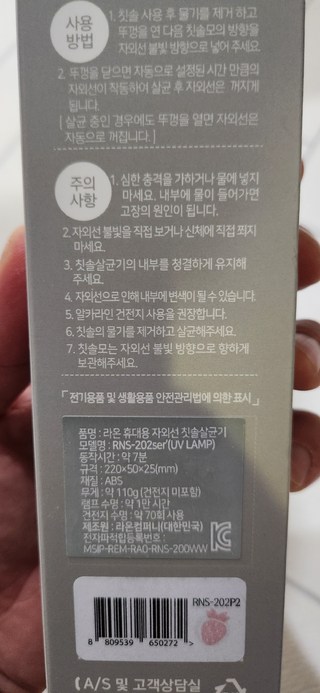 사용
방법
1. 칫솔 사용 후 물기를 제거 하고
뚜껑을 연 다음 칫솔모의 방향을
자외선 불빛 방향으로 넣어 주세요.
2. 뚜껑을 닫으면 자동으로 설정된 시간 만큼의
자외선이 작동하여 살균 후 자외선은 꺼지게
됩니다.
[ 살균 중인 경우에도 뚜껑을 열면 자외선은
자동으로 꺼집니다. ]
주의
사항
1. 심한 충격을 가하거나 물에 넣지
마세요. 내부에 물이 들어가면
고장의 원인이 됩니다.
2. 자외선 불빛을 직접 보거나 신체에 직접 쬐지
마세요.
3. 칫솔살균기의 내부를 청결하게 유지해
주세요.
4. 자외선으로 인해 내부에 변색이 될 수 있습니다.
5. 알카라인 건전지 사용을 권장합니다.
6. 칫솔의 물기를 제거하고 살균해주세요.
7. 칫솔모는 자외선 불빛 방향으로 향하게
보관해주세요.
「전기용품 및 생활용품 안전관리법에 의한 표시」
품명 : 라온 휴대용 자외선 칫솔살균기
모델명 : RNS-202ser'(UV LAMP)
동작시간 : 약 7분
규격 : 220×50×25(mm)
재질 : ABS
무게 : 약 110g (건전지 미포함)
램프 수명 : 약 1만 시간
건전지 수명 : 약 70회 사용
제조원 : 라온컴퍼니(대한민국)
전자파적합등록번호 :
MSIP-REM-RA0-RNS-200WW
RNS-202P2
8 809539 650272 >
( A/S 및 고객상담실